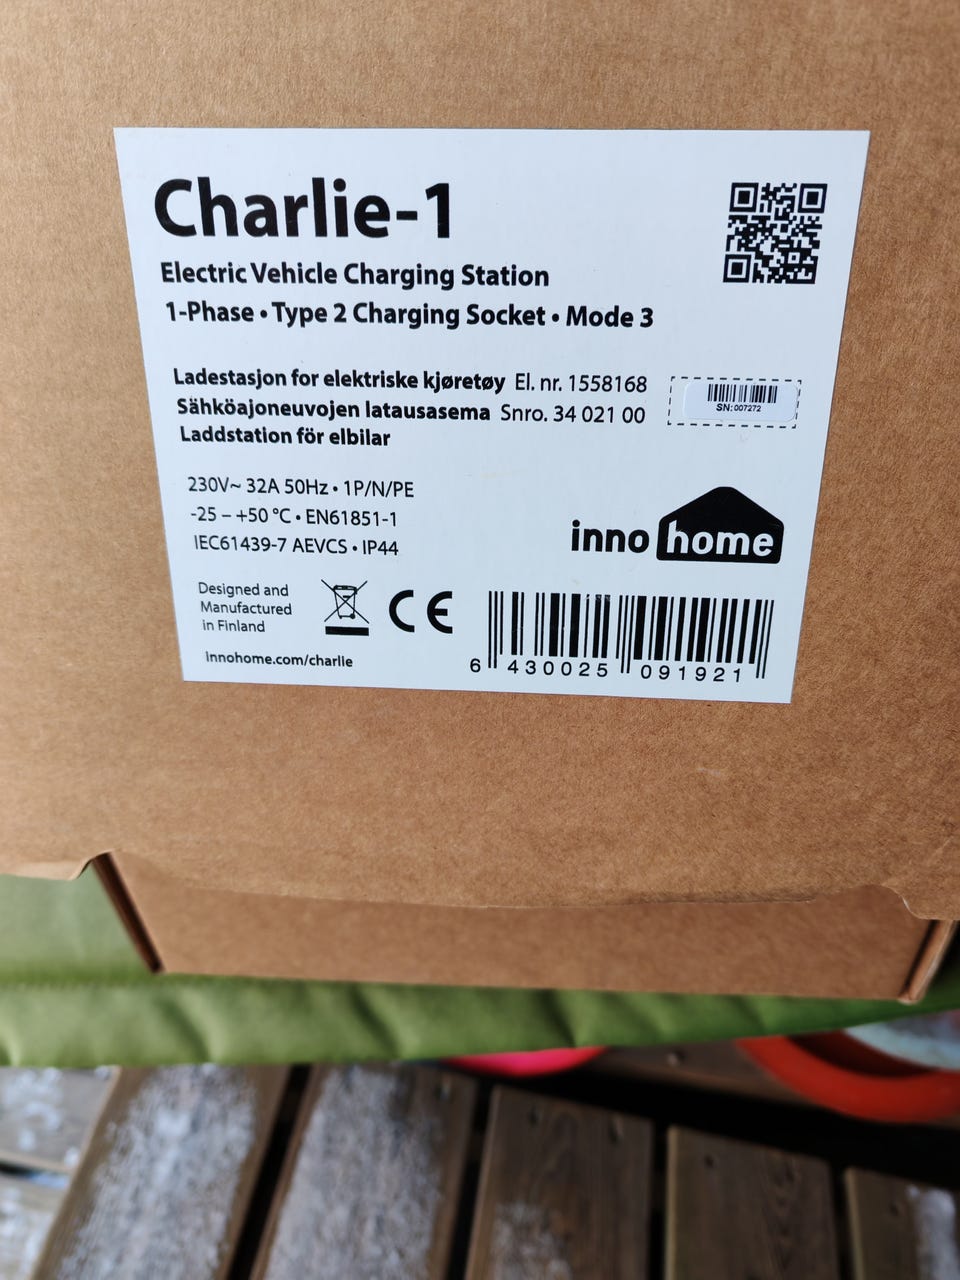 Charlie-1
Electric Vehicle Charging Station
1-Phase • Type 2 Charging Socket • Mode 3
Ladestasjon for elektriske kjøretøy El. nr. 1558168
Sähköajoneuvojen latausasema Snro. 34 021 00
Laddstation för elbilar
SN: 007272
230V~ 32A 50Hz • 1P/N/PE
-25 – +50 °C • EN61851-1
IEC61439-7 AEVCS • IP44
inno home
Designed and
Manufactured
in Finland
CE
innohome.com/charlie
6 430025 091921